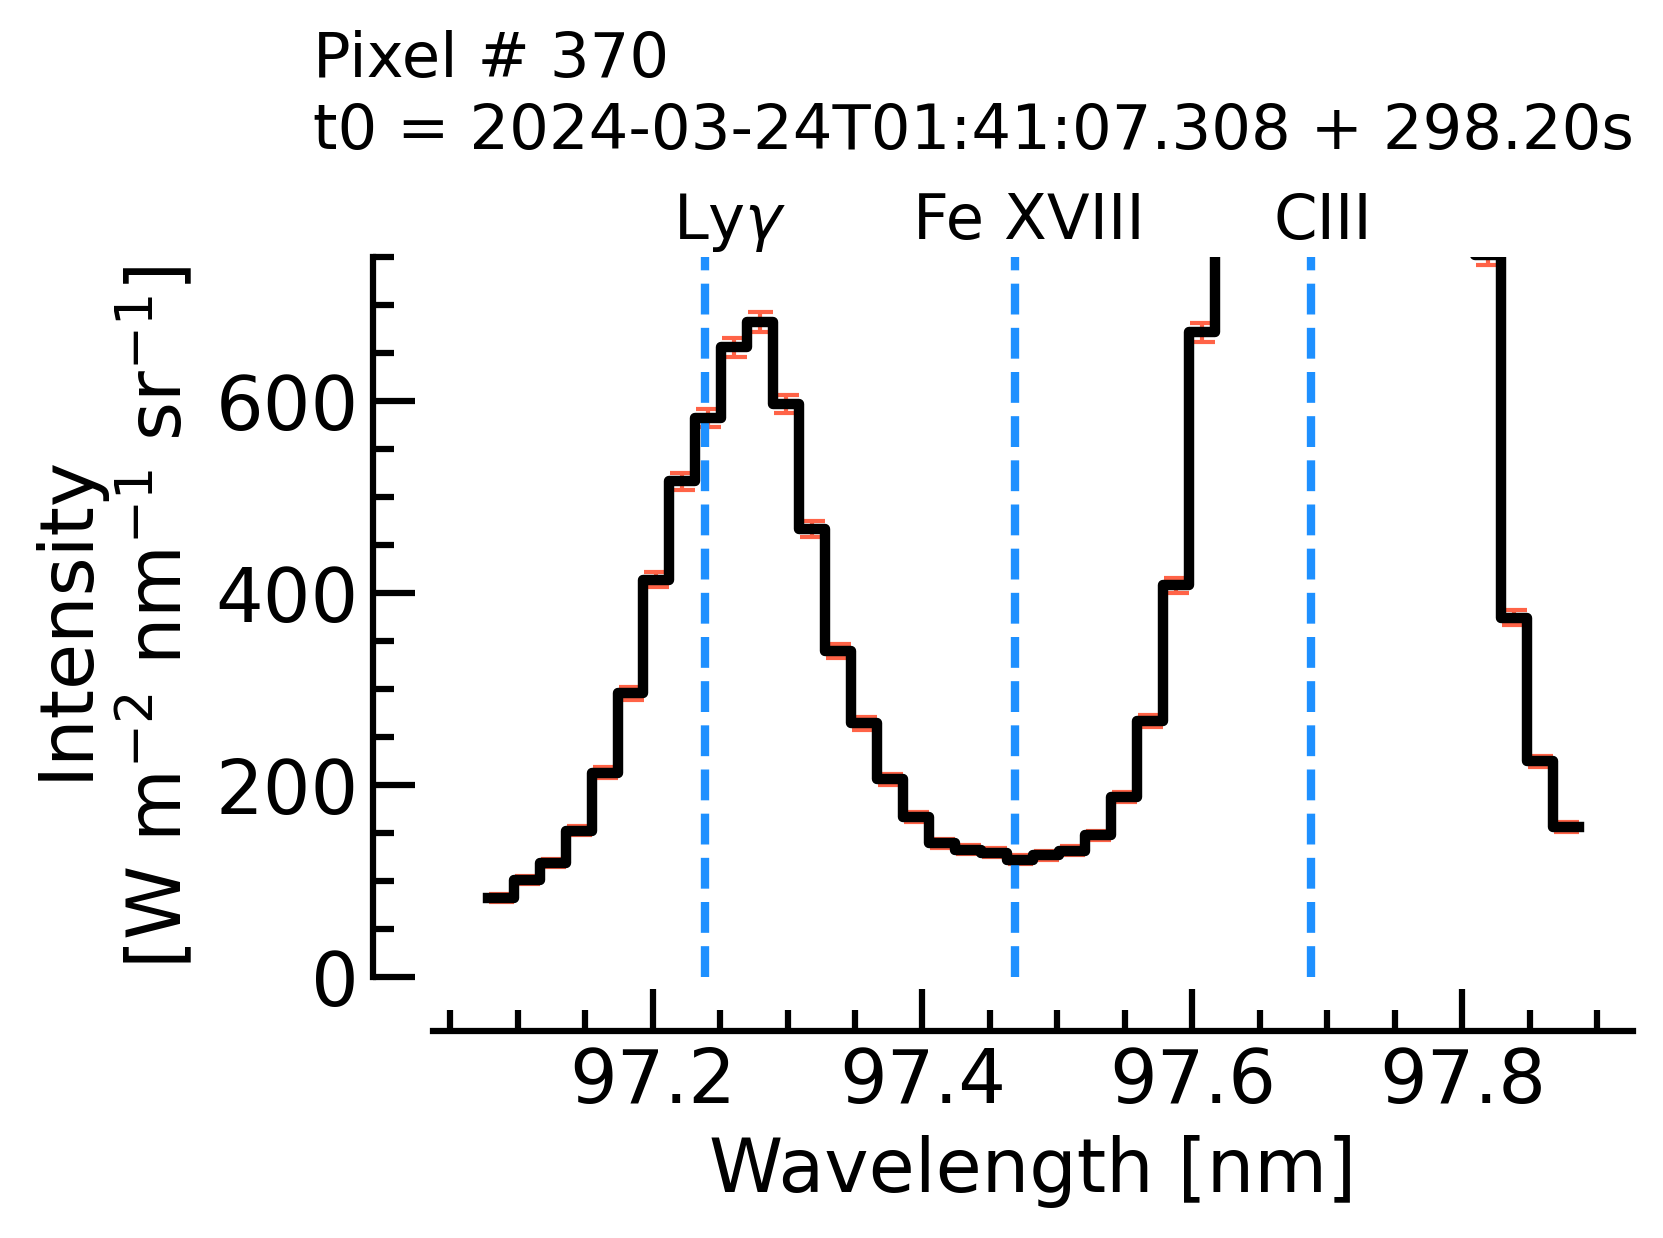 Pixel # 370
t0 = 2024-03-24T01:41:07.308 + 298.20s
Lyγ Fe XVIII CIII
Intensity
[W m⁻² nm⁻¹ sr⁻¹]
600
400
200
0
97.2 97.4 97.6 97.8
Wavelength [nm]